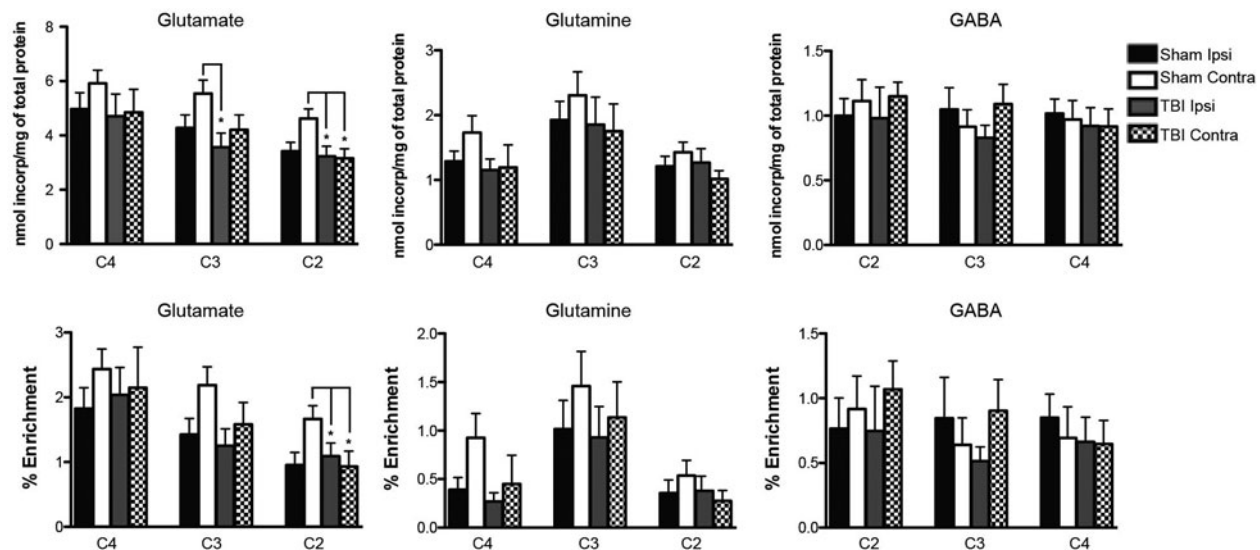 Glutamate
nmol incorp/mg of total protein
8
6
4
2
0
*
*
*
C4 C3 C2
Glutamine
nmol incorp/mg of total protein
3
2
1
0
C4 C3 C2
GABA
nmol incorp/mg of total protein
1.5
1.0
0.5
0.0
C2 C3 C4
Sham Ipsi
Sham Contra
TBI Ipsi
TBI Contra
Glutamate
% Enrichment
3
2
1
0
*
*
C4 C3 C2
Glutamine
% Enrichment
2.0
1.5
1.0
0.5
0.0
C4 C3 C2
GABA
% Enrichment
1.5
1.0
0.5
0.0
C2 C3 C4